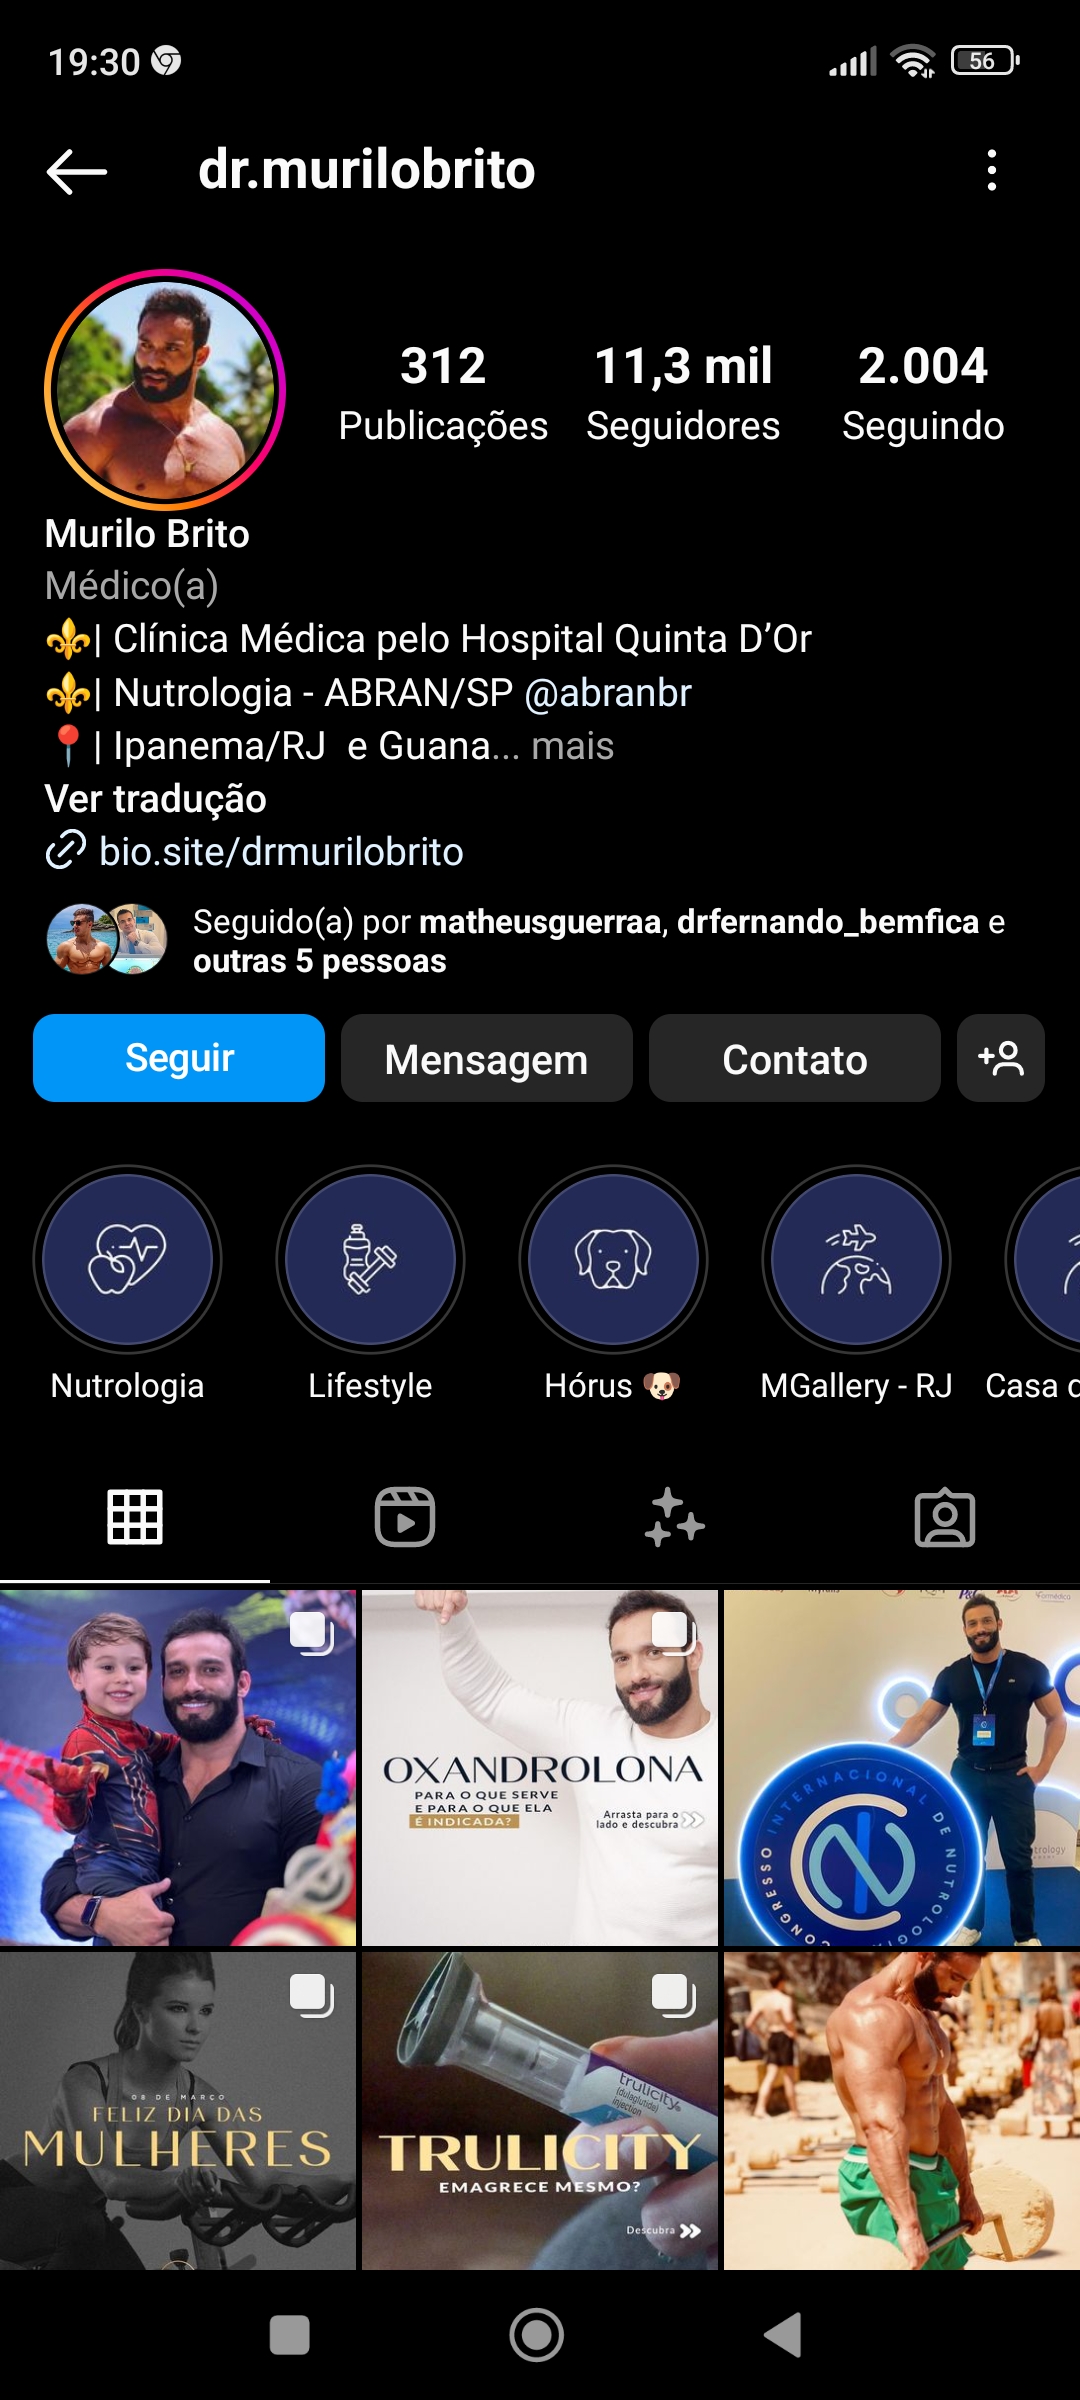 19:30
56
dr.murilobrito
312
11,3 mil
2.004
Publicações
Seguidores
Seguindo
Murilo Brito
Médico(a)
⚜️| Clínica Médica pelo Hospital Quinta D’Or
⚜️| Nutrologia - ABRAN/SP @abranbr
📍| Ipanema/RJ  e Guana... mais
Ver tradução
bio.site/drmurilobrito
Seguido(a) por matheusguerraa, drfernando_bemfica e
outras 5 pessoas
Seguir
Mensagem
Contato
Nutrologia
Lifestyle
Hórus 🐶
MGallery - RJ
Casa
OXANDROLONA
PARA O QUE SERVE
E PARA O QUE ELA
É INDICADA?
Arrasta para o
lado e descubra
CONGRESSO INTERNACIONAL DE NUTROLOGIA
08 DE MARÇO
FELIZ DIA DAS
MULHERES
trulicity
(dulaglutide)
injection
TRULICITY
EMAGRECE MESMO?
Descubra